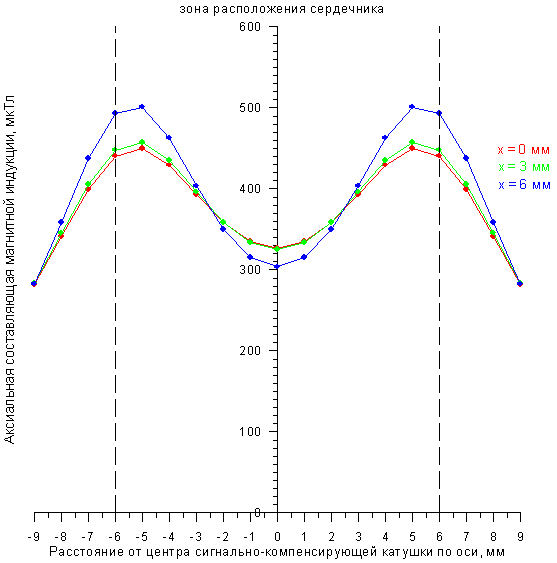 зона расположения сердечника
600
500
400
300
200
100
0
Аксиальная составляющая магнитной индукции, мкТл
x = 0 мм
x = 3 мм
x = 6 мм
-9 -8 -7 -6 -5 -4 -3 -2 -1 0 1 2 3 4 5 6 7 8 9
Расстояние от центра сигнально-компенсирующей катушки по оси, мм